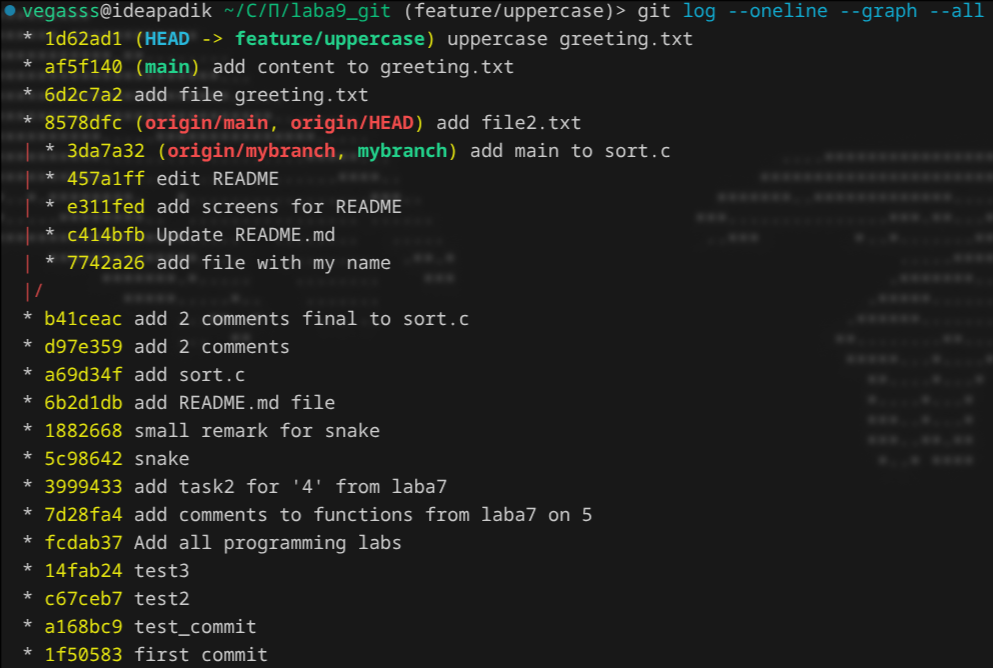 vegasss@ideapadik ~/С/П/laba9_git (feature/uppercase)> git log --oneline --graph --all
* 1d62ad1 (HEAD -> feature/uppercase) uppercase greeting.txt
* af5f140 (main) add content to greeting.txt
* 6d2c7a2 add file greeting.txt
* 8578dfc (origin/main, origin/HEAD) add file2.txt
| * 3da7a32 (origin/mybranch, mybranch) add main to sort.c
| * 457a1ff edit README
| * e311fed add screens for README
| * c414bfb Update README.md
| * 7742a26 add file with my name
|/
* b41ceac add 2 comments final to sort.c
* d97e359 add 2 comments
* a69d34f add sort.c
* 6b2d1db add README.md file
* 1882668 small remark for snake
* 5c98642 snake
* 3999433 add task2 for '4' from laba7
* 7d28fa4 add comments to functions from laba7 on 5
* fcdab37 Add all programming labs
* 14fab24 test3
* c67ceb7 test2
* a168bc9 test_commit
* 1f50583 first commit